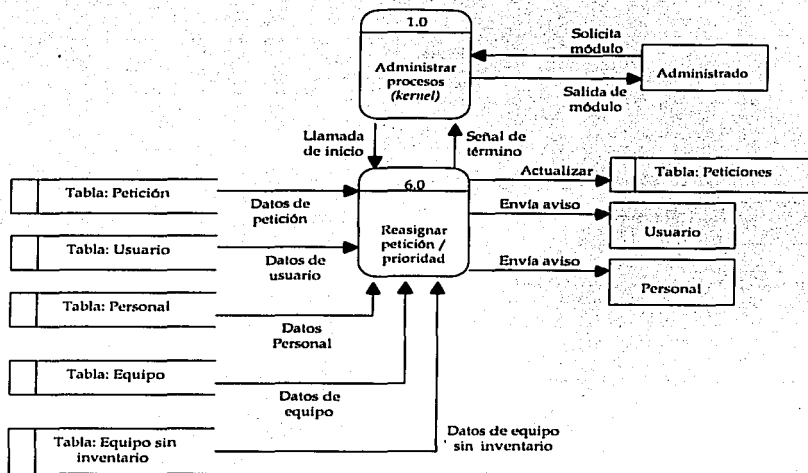 1.0
Administrar
procesos
(kernel)
Solicita
módulo
Administrado
Salida de
módulo
Llamada
de inicio
Señal de
término
6.0
Reasignar
petición /
prioridad
Tabla: Petición
Datos de
petición
Tabla: Usuario
Datos de
usuario
Tabla: Personal
Datos
Personal
Tabla: Equipo
Datos de
equipo
Tabla: Equipo sin
inventario
Datos de equipo
sin inventario
Actualizar
Tabla: Peticiones
Envía aviso
Usuario
Envía aviso
Personal